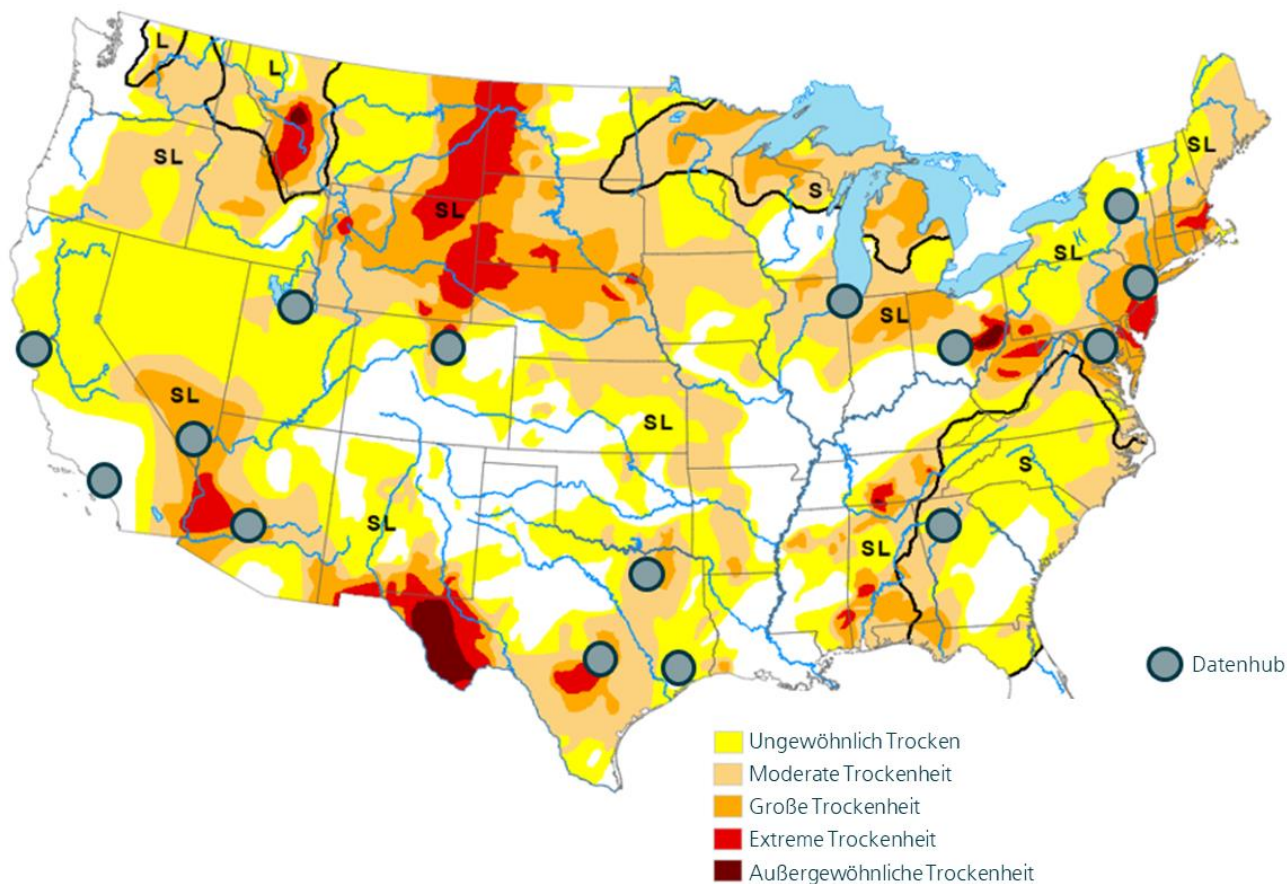 L
L
SL
SL
S
SL
SL
SL
SL
SL
S
SL
SL
Datenhub
Ungewöhnlich Trocken
Moderate Trockenheit
Große Trockenheit
Extreme Trockenheit
Außergewöhnliche Trockenheit